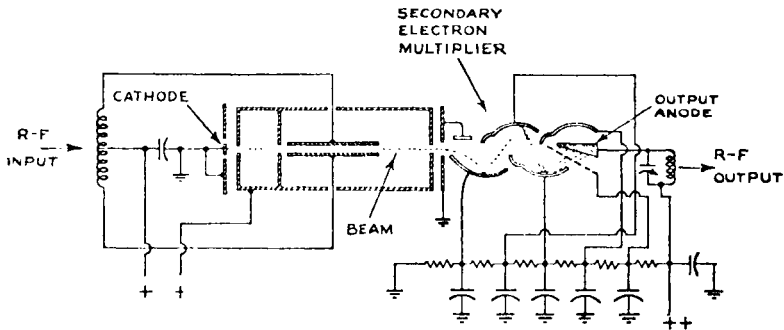 SECONDARY
ELECTRON
MULTIPLIER
CATHODE
OUTPUT
ANODE
R-F
INPUT
R-F
OUTPUT
BEAM
+ +
++